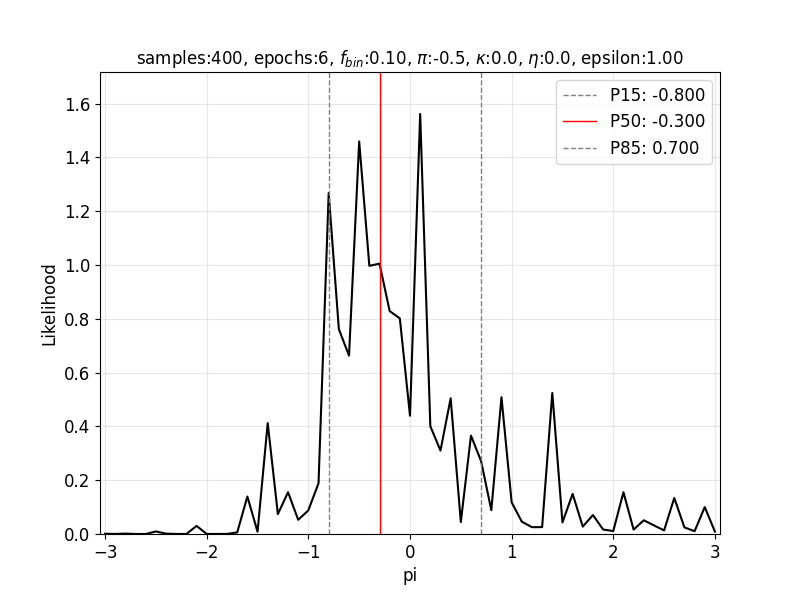 samples:400, epochs:6, f_bin:0.10, π:-0.5, κ:0.0, η:0.0, epsilon:1.00
P15: -0.800
P50: -0.300
P85: 0.700
Likelihood
1.6
1.4
1.2
1.0
0.8
0.6
0.4
0.2
0.0
−3 −2 −1 0 1 2 3
pi